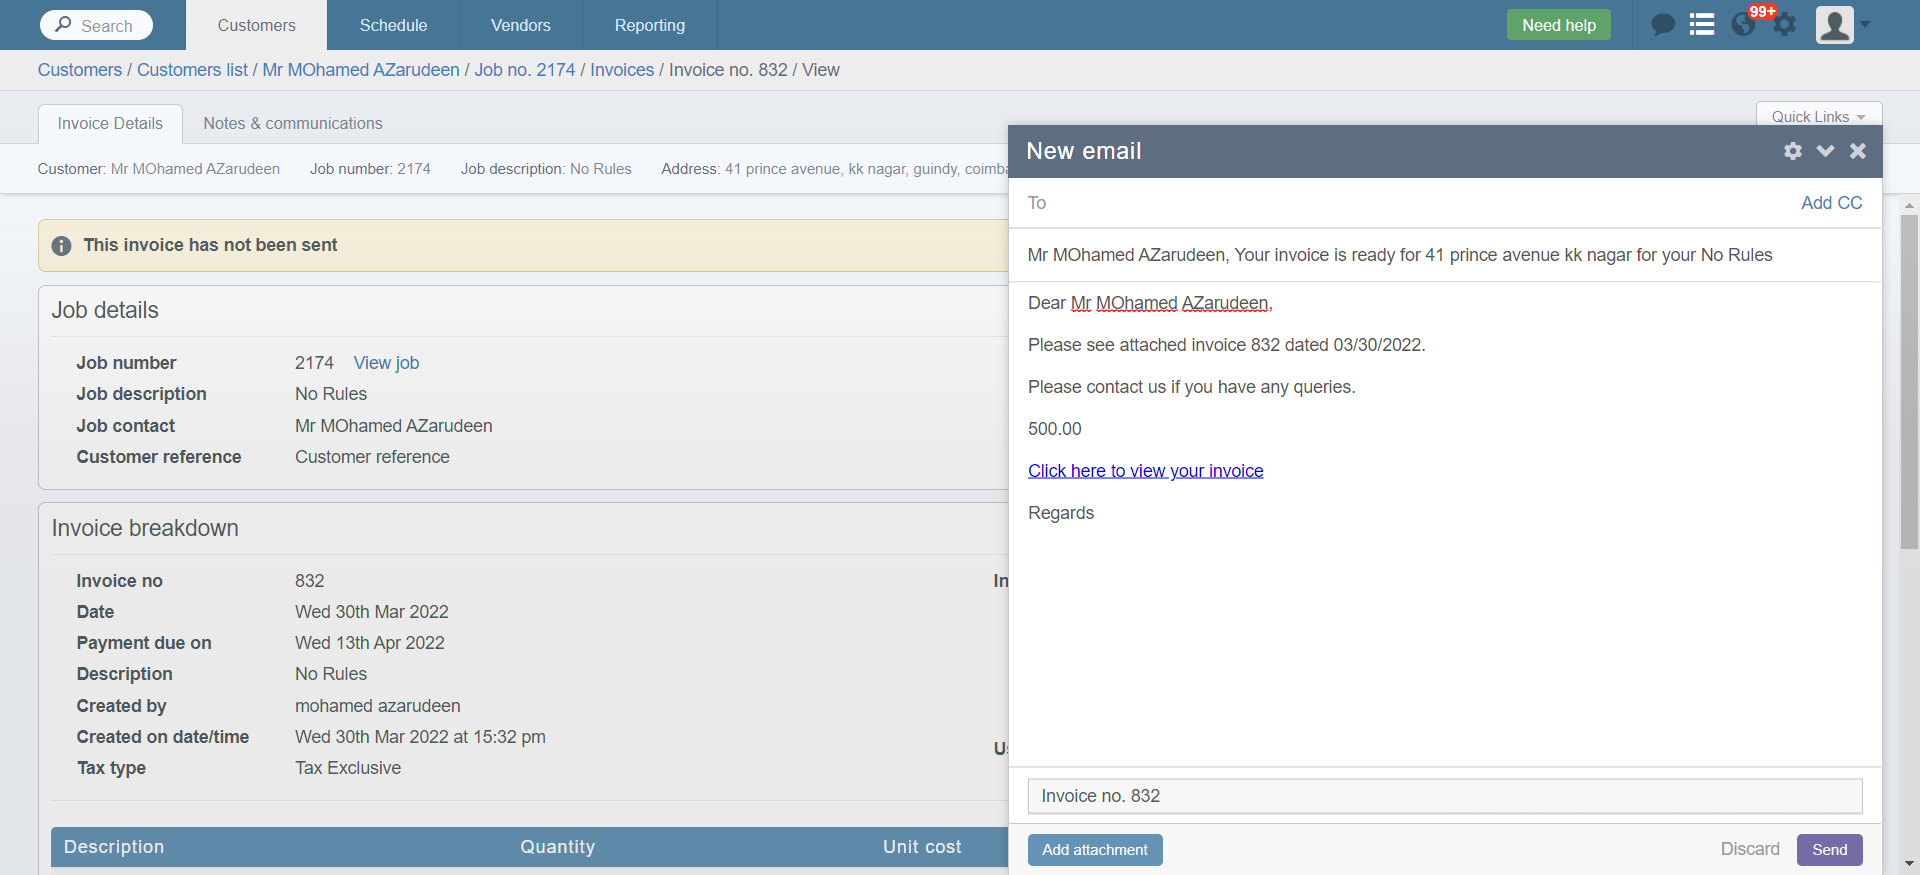 Search
Customers
Schedule
Vendors
Reporting
Need help
99+
Customers / Customers list / Mr MOhamed AZarudeen / Job no. 2174 / Invoices / Invoice no. 832 / View
Invoice Details
Notes & communications
Quick Links
Customer: Mr MOhamed AZarudeen Job number: 2174 Job description: No Rules Address: 41 prince avenue, kk nagar, guindy, coimba
This invoice has not been sent
Job details
Job number 2174 View job
Job description No Rules
Job contact Mr MOhamed AZarudeen
Customer reference Customer reference
Invoice breakdown
Invoice no 832
In
Date Wed 30th Mar 2022
Payment due on Wed 13th Apr 2022
Description No Rules
Created by mohamed azarudeen
Created on date/time Wed 30th Mar 2022 at 15:32 pm
Us
Tax type Tax Exclusive
Description Quantity Unit cost
New email
To
Add CC
Mr MOhamed AZarudeen, Your invoice is ready for 41 prince avenue kk nagar for your No Rules
Dear Mr MOhamed AZarudeen,
Please see attached invoice 832 dated 03/30/2022.
Please contact us if you have any queries.
500.00
Click here to view your invoice
Regards
Invoice no. 832
Add attachment
Discard
Send